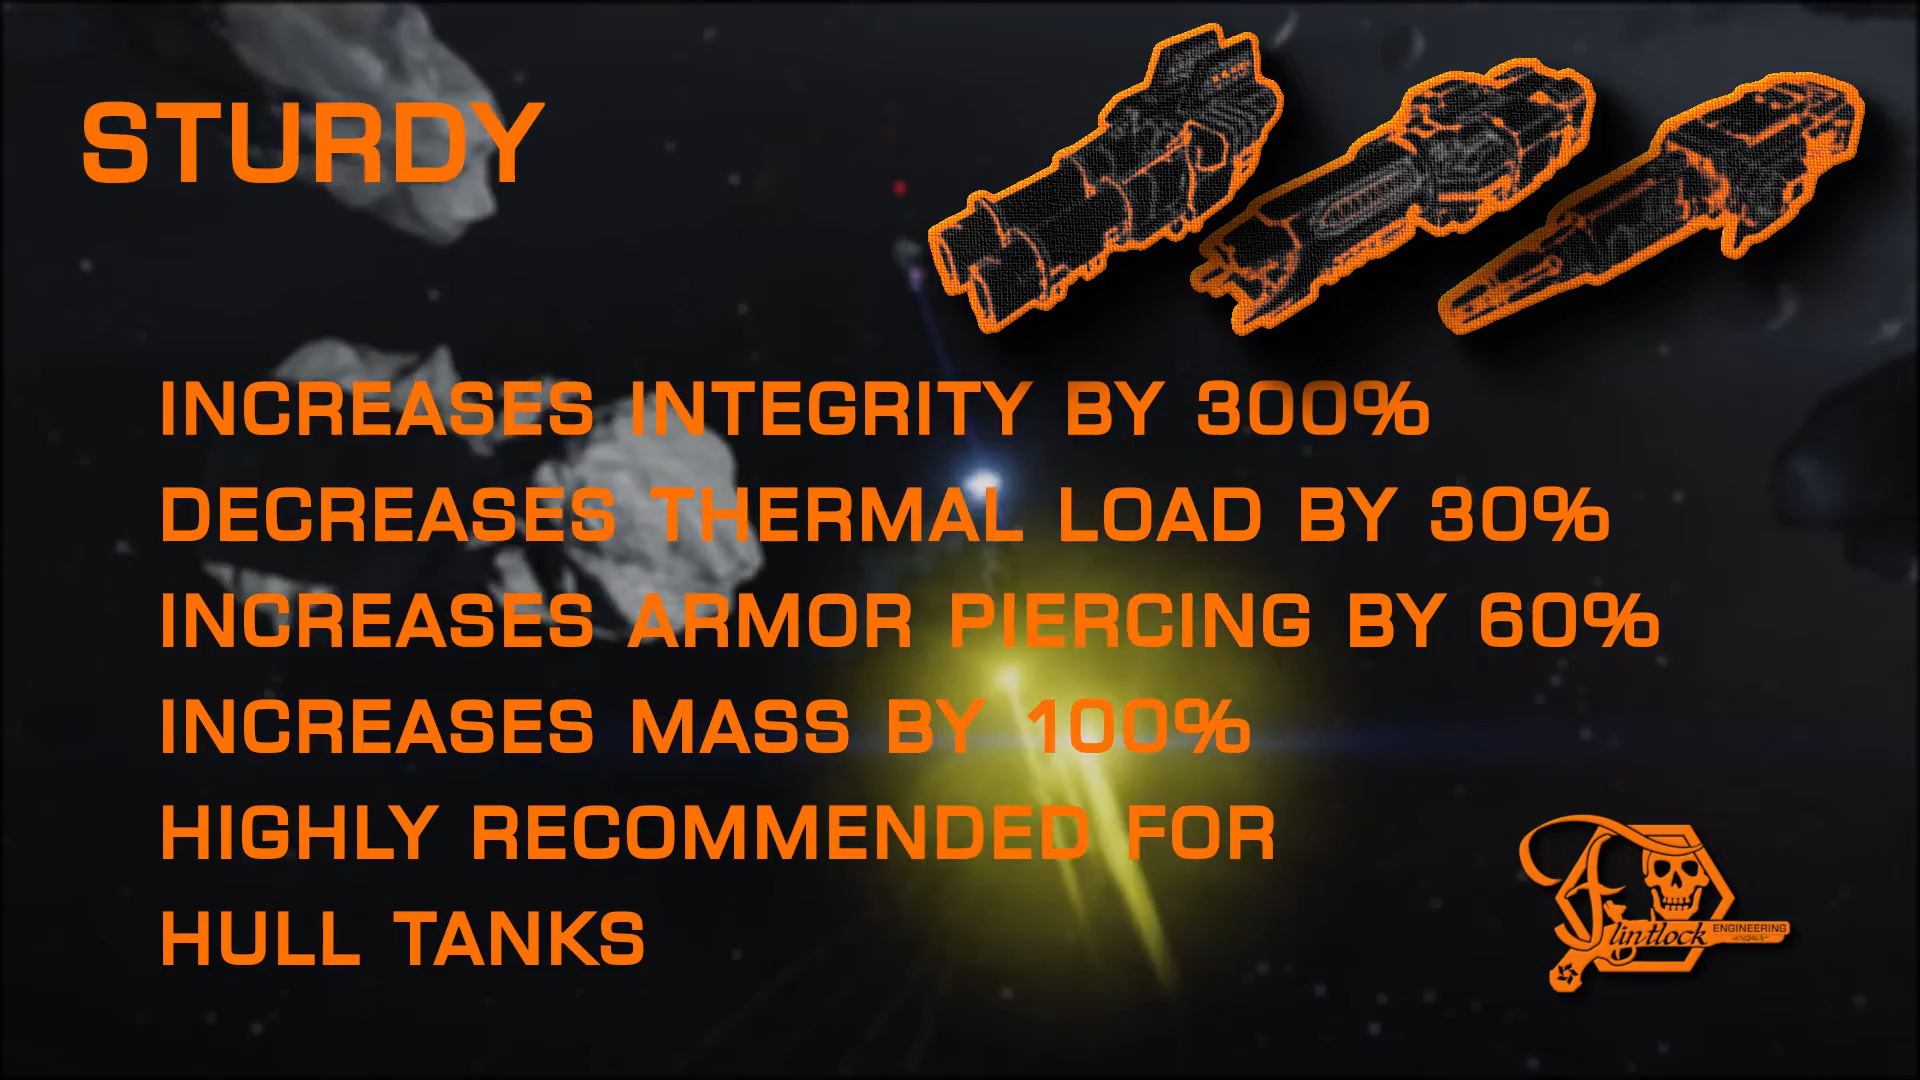 STURDY
INCREASES INTEGRITY BY 300%
DECREASES THERMAL LOAD BY 30%
INCREASES ARMOR PIERCING BY 60%
INCREASES MASS BY 100%
HIGHLY RECOMMENDED FOR
HULL TANKS
Flintlock ENGINEERING